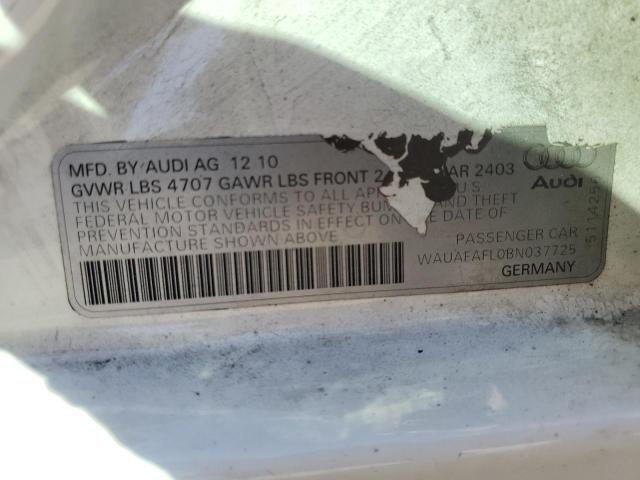 MFD. BY AUDI AG 12 10
GVWR LBS 4707 GAWR LBS FRONT 2 AR 2403
THIS VEHICLE CONFORMS TO ALL U.S
FEDERAL MOTOR VEHICLE SAFETY AND THEFT
PREVENTION STANDARDS IN EFFECT ON THE DATE OF
MANUFACTURE SHOWN ABOVE
Audi
PASSENGER CAR
WAUAFAFL0BN037725
GERMANY